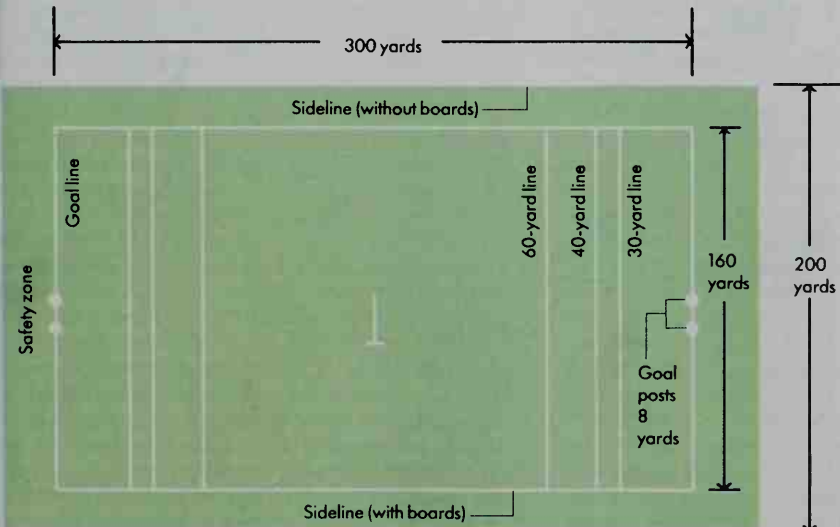 300 yards
Sideline (without boards)
Goal line
60-yard line
40-yard line
30-yard line
Safety zone
160
yards
200
yards
Goal
posts
8
yards
Sideline (with boards)